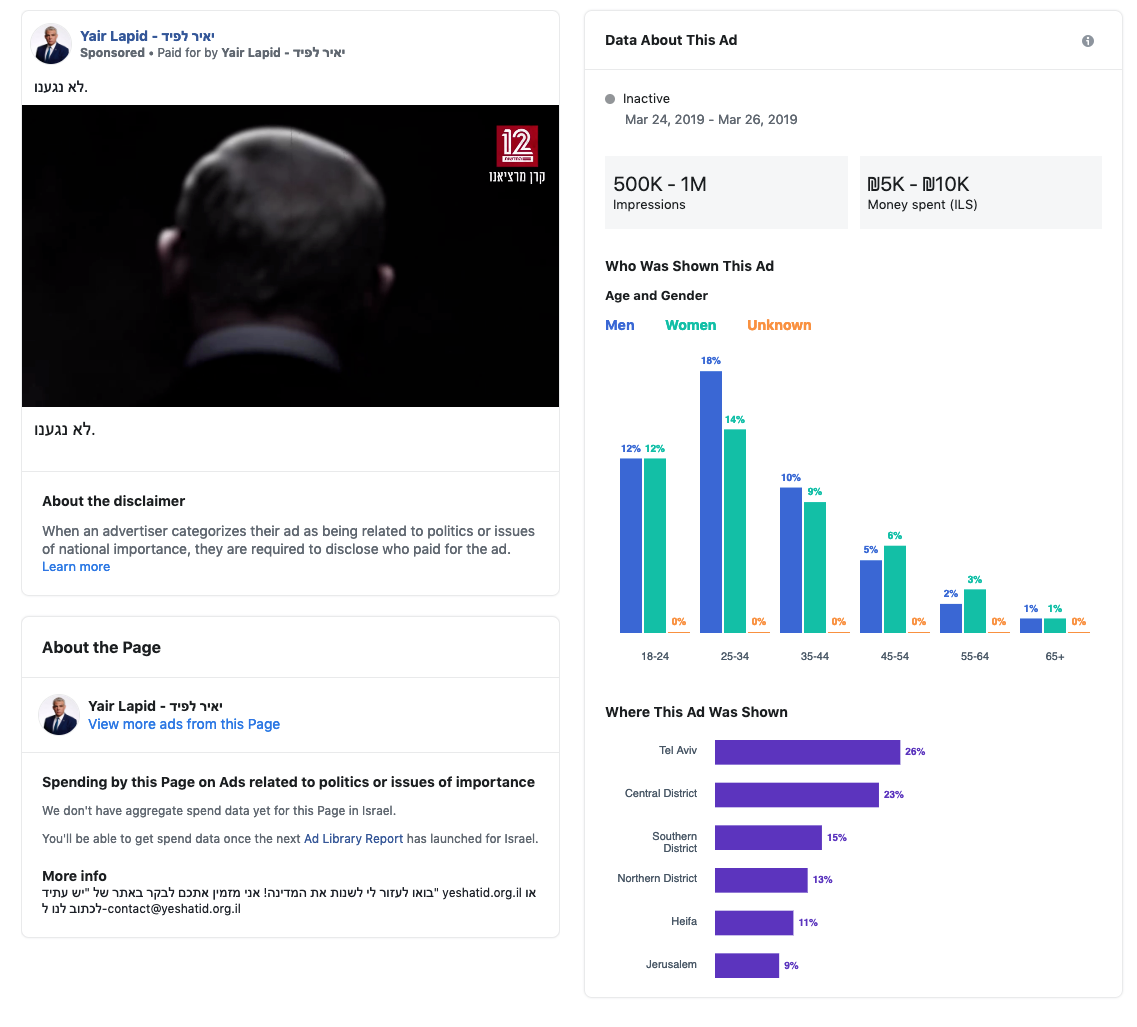 Yair Lapid - יאיר לפיד
Sponsored • Paid for by Yair Lapid - יאיר לפיד
לא נגענו.
12
קרן מרציאנו
לא נגענו.
About the disclaimer
When an advertiser categorizes their ad as being related to politics or issues
of national importance, they are required to disclose who paid for the ad.
Learn more
About the Page
Yair Lapid - יאיר לפיד
View more ads from this Page
Spending by this Page on Ads related to politics or issues of importance
We don't have aggregate spend data yet for this Page in Israel.
You'll be able to get spend data once the next Ad Library Report has launched for Israel.
More info
בואו לעזור לי לשנות את המדינה! אני מזמין אתכם לבקר באתר של "יש עתיד" yeshatid.org.il או
לכתוב לנו ל-contact@yeshatid.org.il
Data About This Ad
Inactive
Mar 24, 2019 - Mar 26, 2019
500K - 1M
Impressions
₪5K - ₪10K
Money spent (ILS)
Who Was Shown This Ad
Age and Gender
Men Women Unknown
12% 12% 0%
18% 14% 0%
10% 9% 0%
5% 6% 0%
2% 3% 0%
1% 1% 0%
18-24 25-34 35-44 45-54 55-64 65+
Where This Ad Was Shown
Tel Aviv 26%
Central District 23%
Southern
District 15%
Northern District 13%
Heifa 11%
Jerusalem 9%